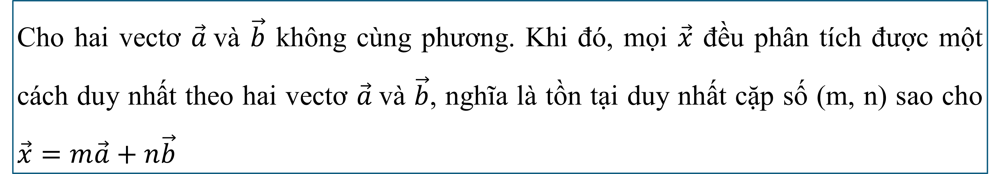 Cho hai vectơ $\vec{a}$ và $\vec{b}$ không cùng phương. Khi đó, mọi $\vec{x}$ đều phân tích được một
cách duy nhất theo hai vectơ $\vec{a}$ và $\vec{b}$, nghĩa là tồn tại duy nhất cặp số (m, n) sao cho
$\vec{x} = m\vec{a} + n\vec{b}$